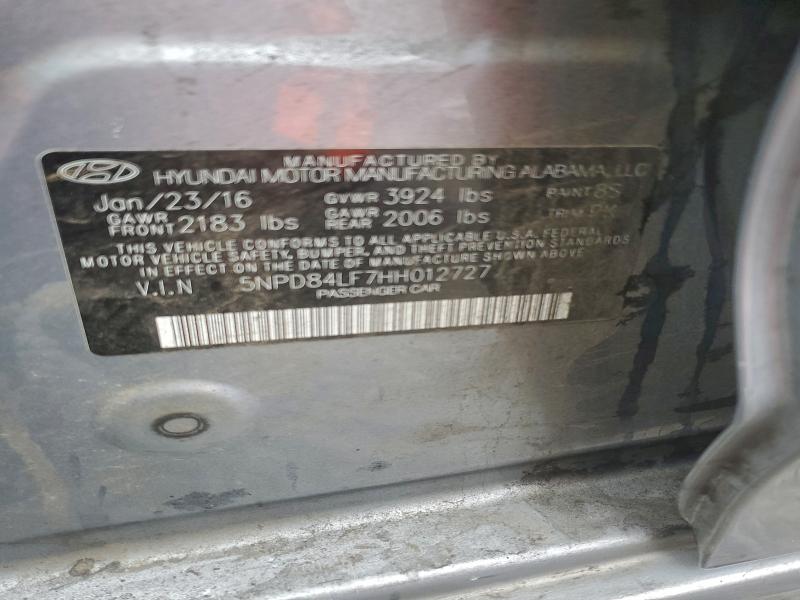 MANUFACTURED BY
HYUNDAI MOTOR MANUFACTURING ALABAMA, LLC
Jan/23/16 GVWR 3924 lbs PAINT 8S
GAWR FRONT 2183 lbs GAWR REAR 2006 lbs TRIM
THIS VEHICLE CONFORMS TO ALL APPLICABLE U.S.A. FEDERAL
MOTOR VEHICLE SAFETY, BUMPER, AND THEFT PREVENTION STANDARDS
IN EFFECT ON THE DATE OF MANUFACTURE SHOWN ABOVE
V.I.N 5NPD84LF7HH012727
PASSENGER CAR